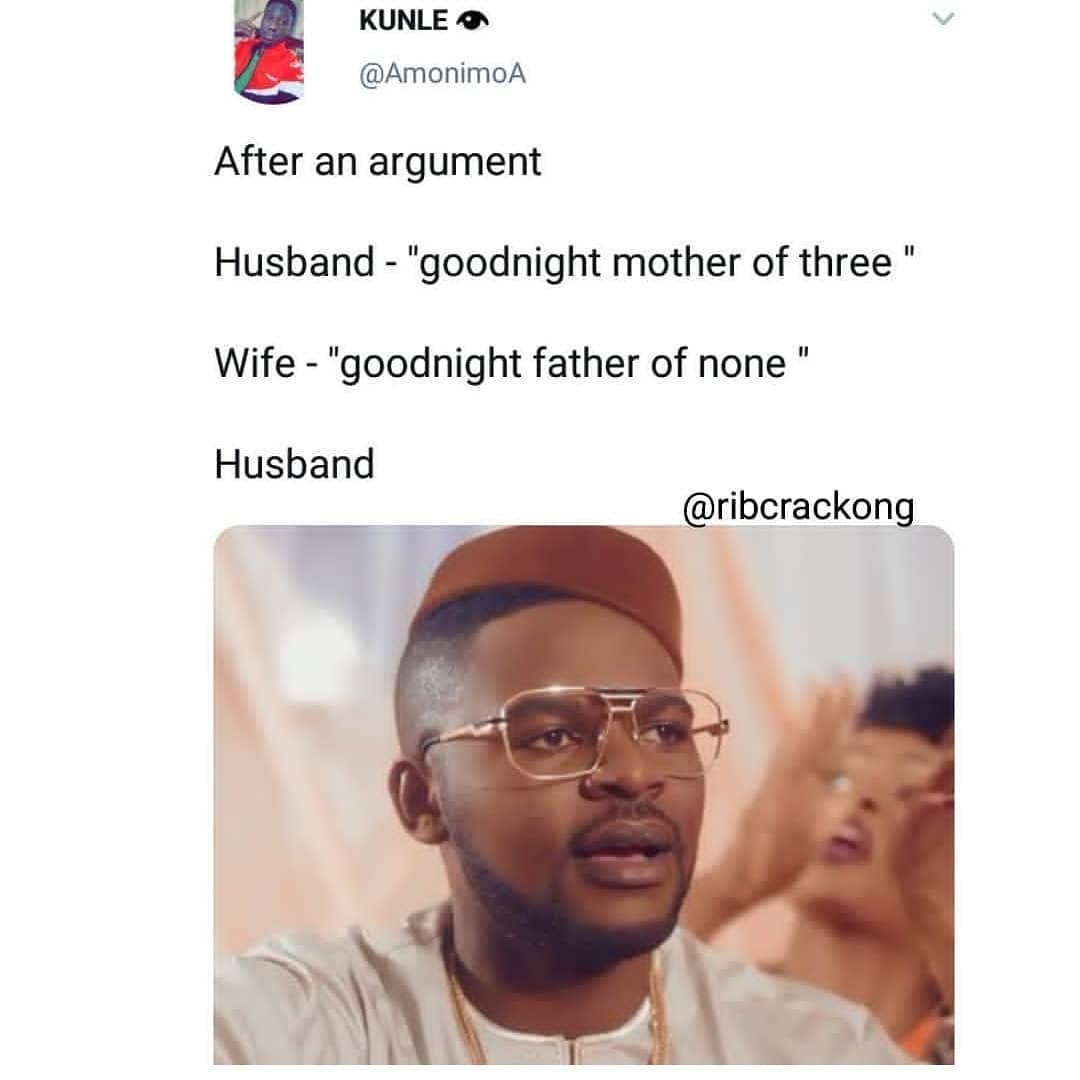 KUNLE 👁
@AmonimoA
After an argument
Husband - "goodnight mother of three "
Wife - "goodnight father of none "
Husband
@ribcrackong